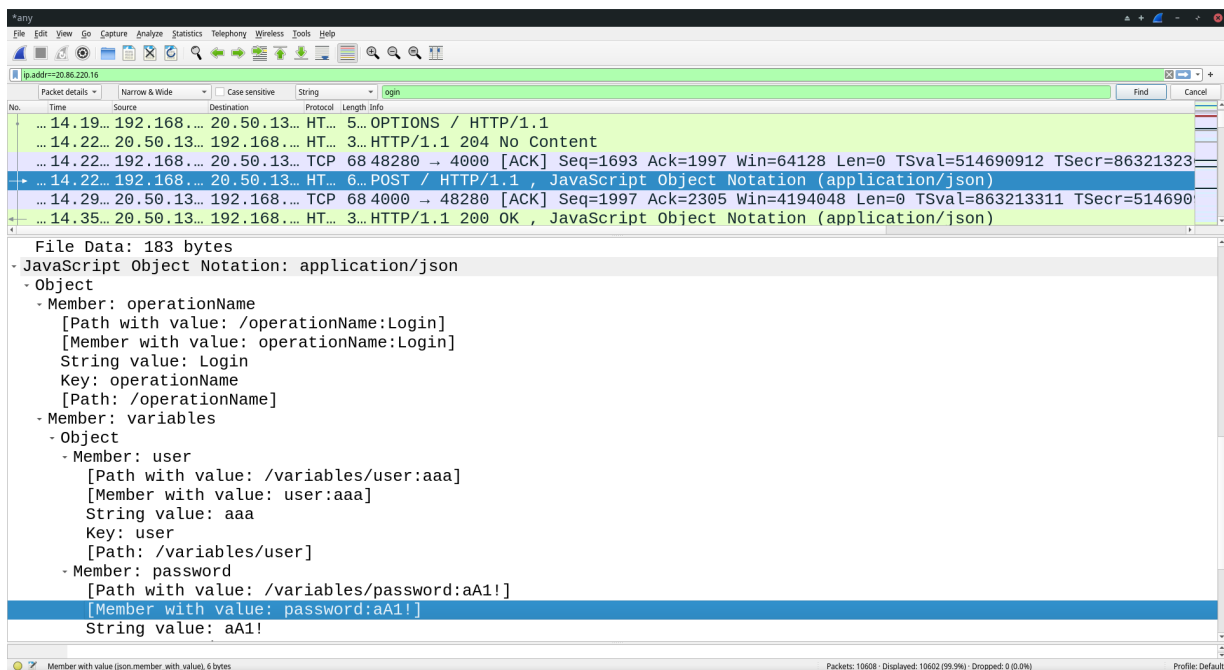 *any
File Edit View Go Capture Analyze Statistics Telephony Wireless Tools Help
ip.addr==20.86.220.16
Packet details Narrow & Wide Case sensitive String ogin Find Cancel
No. Time Source Destination Protocol Length Info
… 14.19… 192.168.… 20.50.13… HT… 5… OPTIONS / HTTP/1.1
… 14.22… 20.50.13… 192.168.… HT… 3… HTTP/1.1 204 No Content
… 14.22… 192.168.… 20.50.13… TCP 68 48280 → 4000 [ACK] Seq=1693 Ack=1997 Win=64128 Len=0 TSval=514690912 TSecr=86321323
… 14.22… 192.168.… 20.50.13… HT… 6… POST / HTTP/1.1 , JavaScript Object Notation (application/json)
… 14.29… 20.50.13… 192.168.… TCP 68 4000 → 48280 [ACK] Seq=1997 Ack=2305 Win=4194048 Len=0 TSval=863213311 TSecr=514690
… 14.35… 20.50.13… 192.168.… HT… 3… HTTP/1.1 200 OK , JavaScript Object Notation (application/json)
File Data: 183 bytes
JavaScript Object Notation: application/json
Object
Member: operationName
[Path with value: /operationName:Login]
[Member with value: operationName:Login]
String value: Login
Key: operationName
[Path: /operationName]
Member: variables
Object
Member: user
[Path with value: /variables/user:aaa]
[Member with value: user:aaa]
String value: aaa
Key: user
[Path: /variables/user]
Member: password
[Path with value: /variables/password:aA1!]
[Member with value: password:aA1!]
String value: aA1!
Member with value (json.member_with_value), 6 bytes Packets: 10608 · Displayed: 10602 (99.9%) · Dropped: 0 (0.0%) Profile: Default